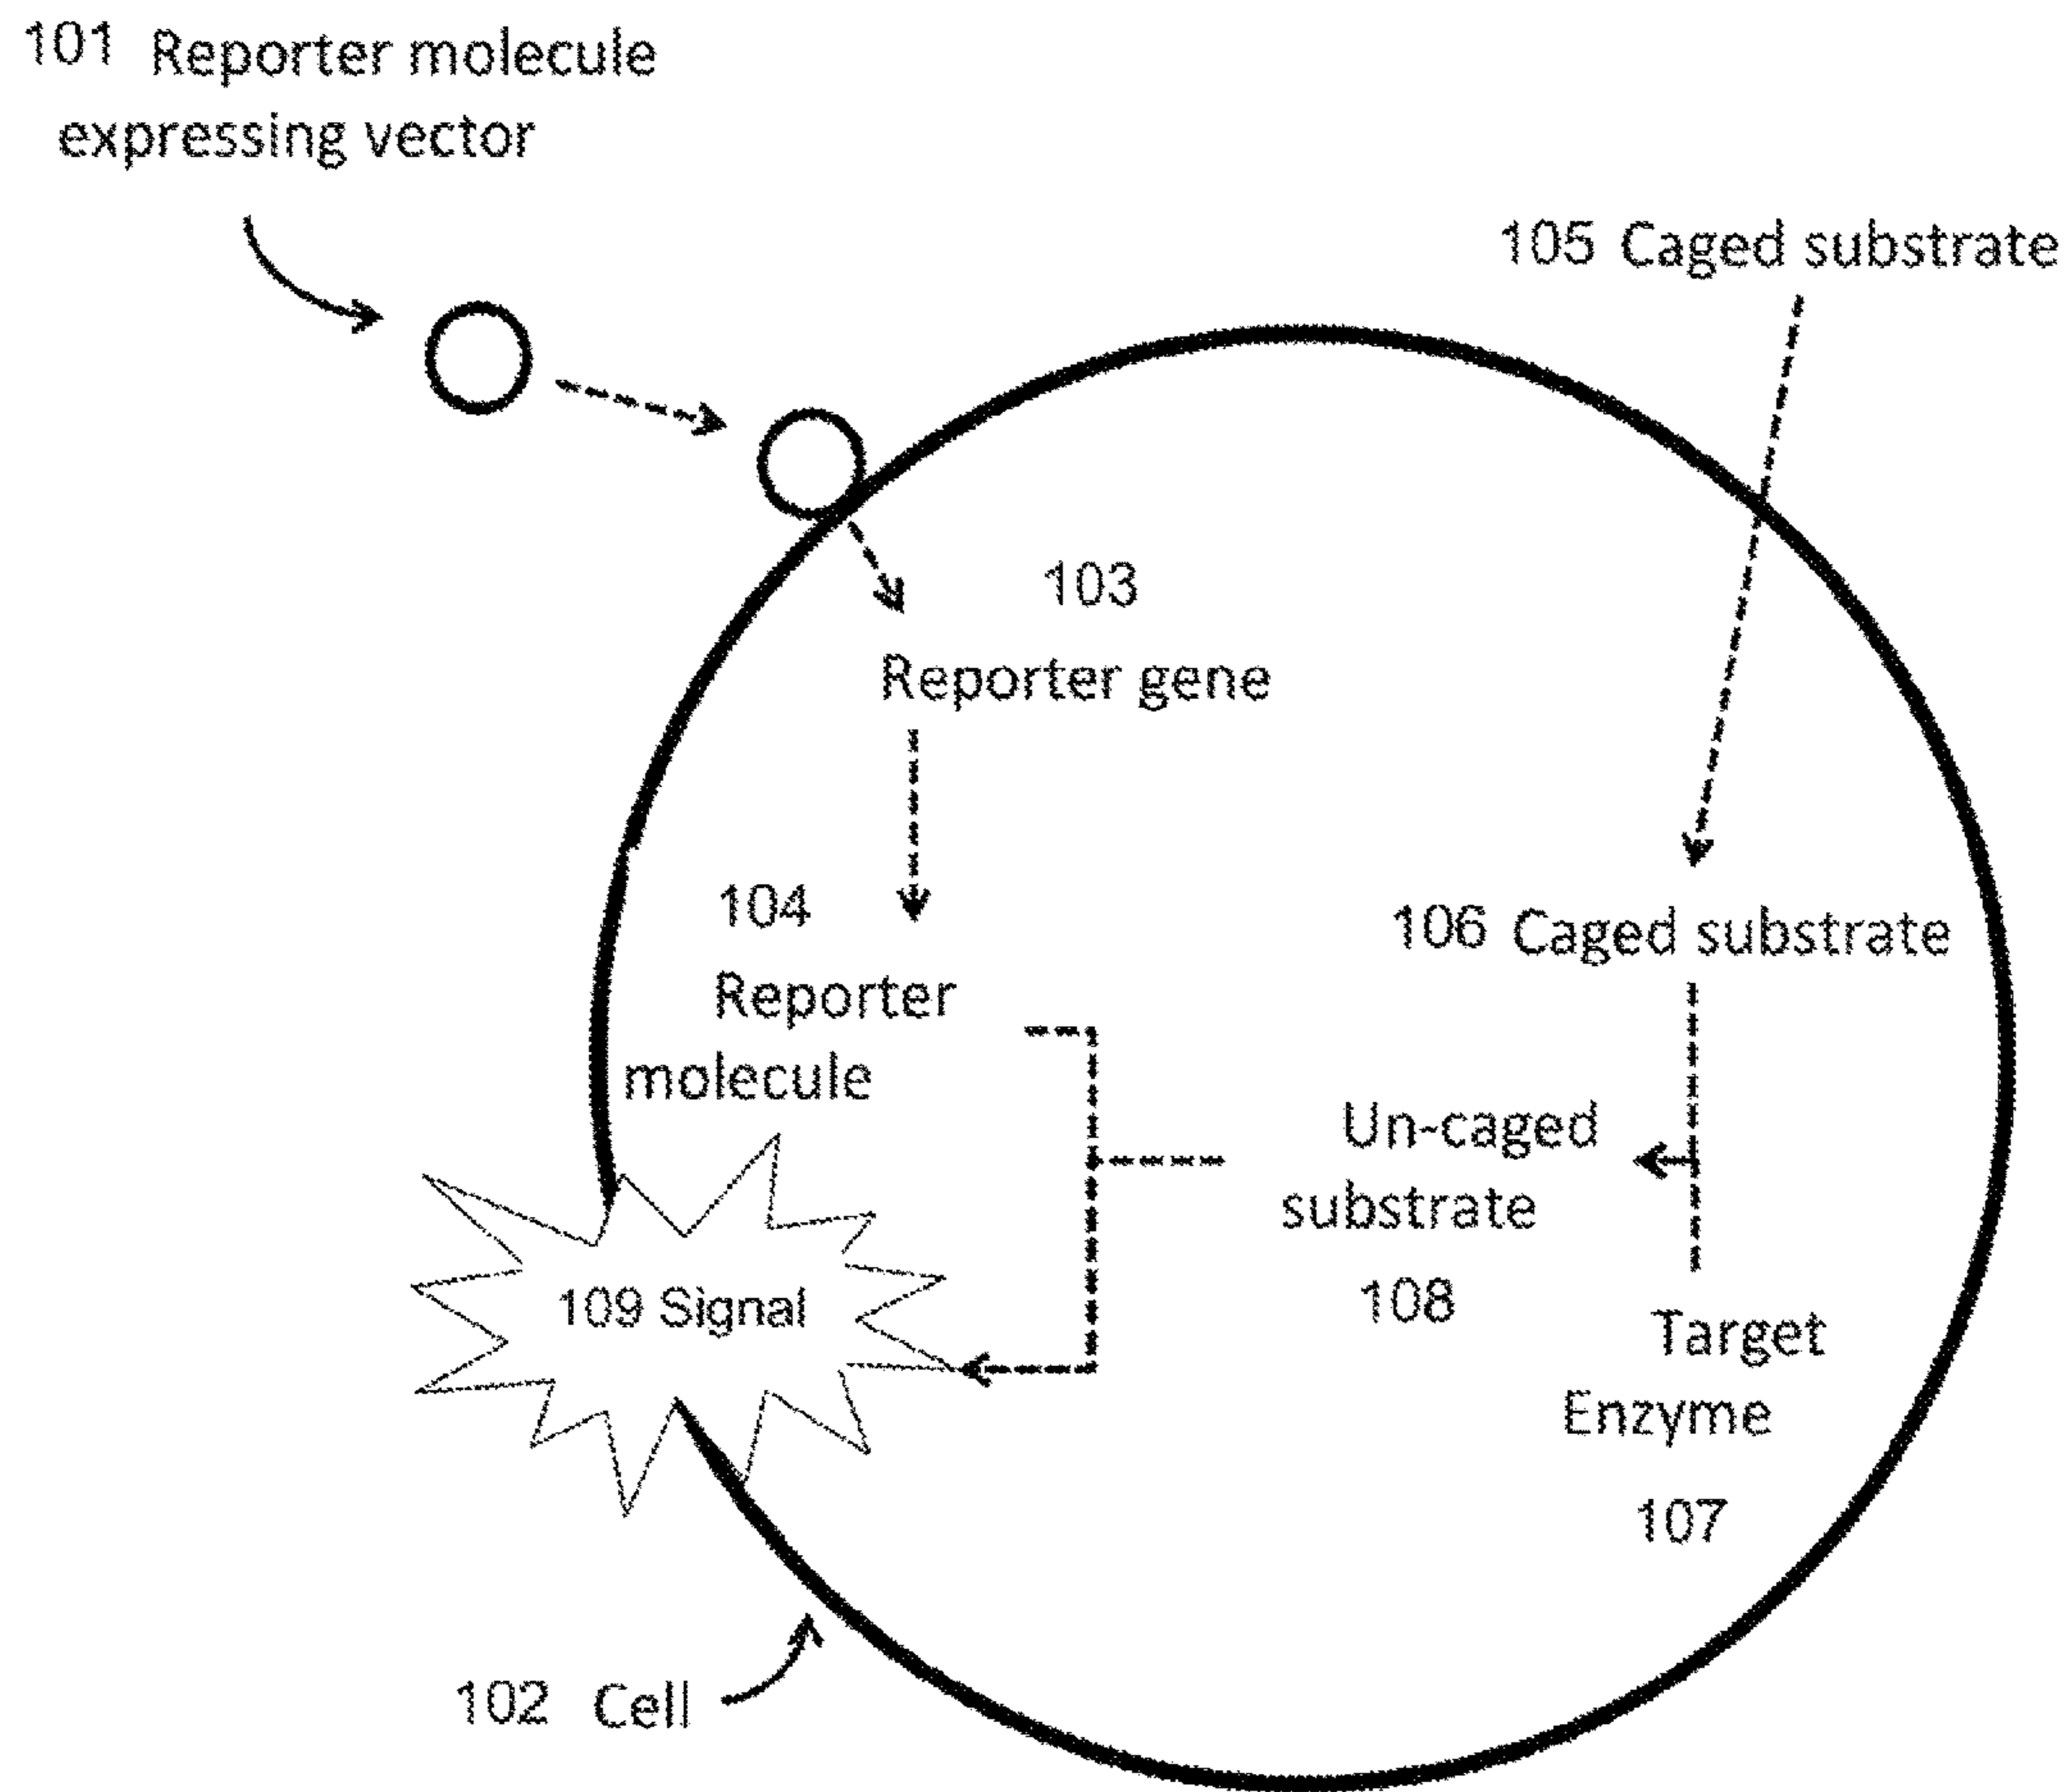 101 Reporter molecule
expressing vector
105 Caged substrate
103
Reporter gene
104
Reporter
molecule
106 Caged substrate
Un-caged
substrate
108
109 Signal
Target
Enzyme
107
102 Cell